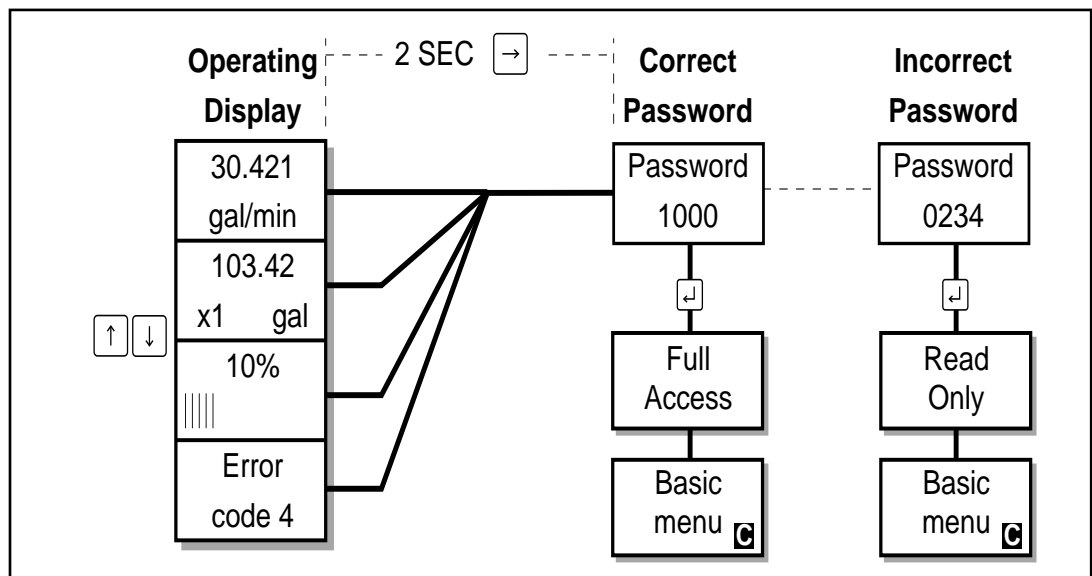 Operating
Display
2 SEC →
Correct
Password
Incorrect
Password
30.421
gal/min
103.42
x1 gal
10%
Error
code 4
↑ ↓
Password
1000
↵
Full
Access
Basic
menu C
Password
0234
↵
Read
Only
Basic
menu C